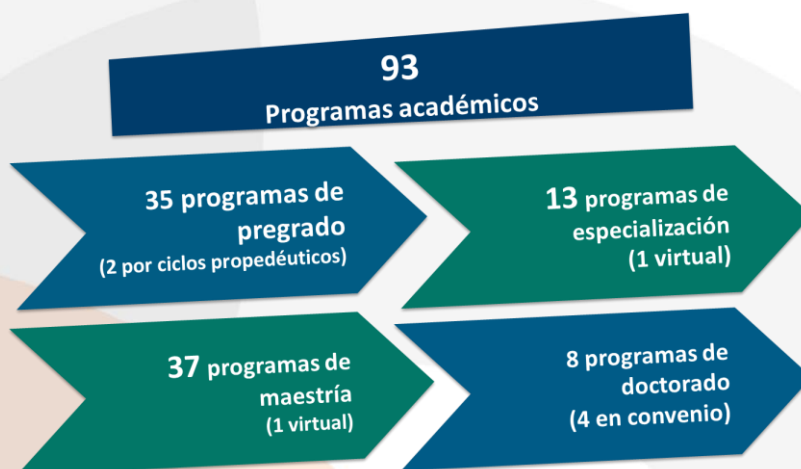 93
Programas académicos
35 programas de
pregrado
(2 por ciclos propedéuticos)
13 programas de
especialización
(1 virtual)
37 programas de
maestría
(1 virtual)
8 programas de
doctorado
(4 en convenio)